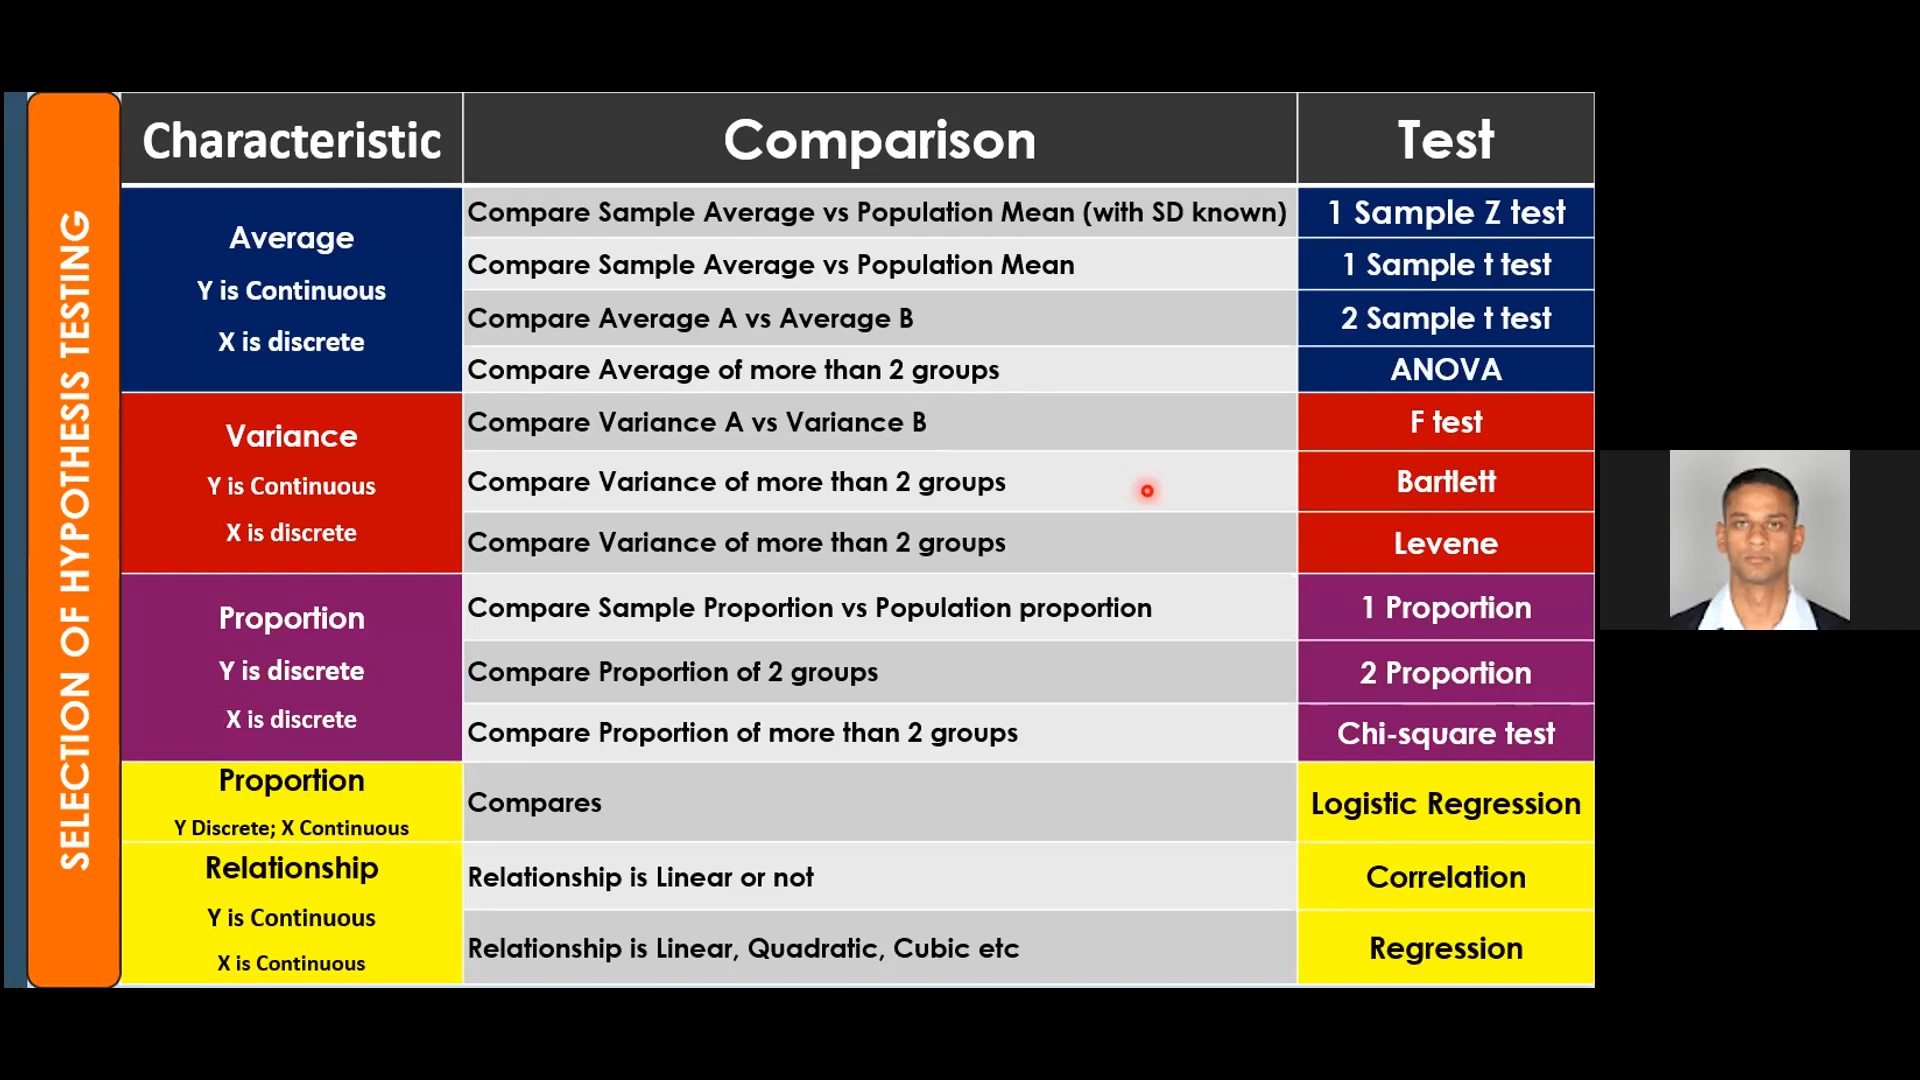 SELECTION OF HYPOTHESIS TESTING
Characteristic
Comparison
Test
Average
Y is Continuous
X is discrete
Compare Sample Average vs Population Mean (with SD known)
1 Sample Z test
Compare Sample Average vs Population Mean
1 Sample t test
Compare Average A vs Average B
2 Sample t test
Compare Average of more than 2 groups
ANOVA
Variance
Y is Continuous
X is discrete
Compare Variance A vs Variance B
F test
Compare Variance of more than 2 groups
Bartlett
Compare Variance of more than 2 groups
Levene
Proportion
Y is discrete
X is discrete
Compare Sample Proportion vs Population proportion
1 Proportion
Compare Proportion of 2 groups
2 Proportion
Compare Proportion of more than 2 groups
Chi-square test
Proportion
Y Discrete; X Continuous
Compares
Logistic Regression
Relationship
Y is Continuous
X is Continuous
Relationship is Linear or not
Correlation
Relationship is Linear, Quadratic, Cubic etc
Regression